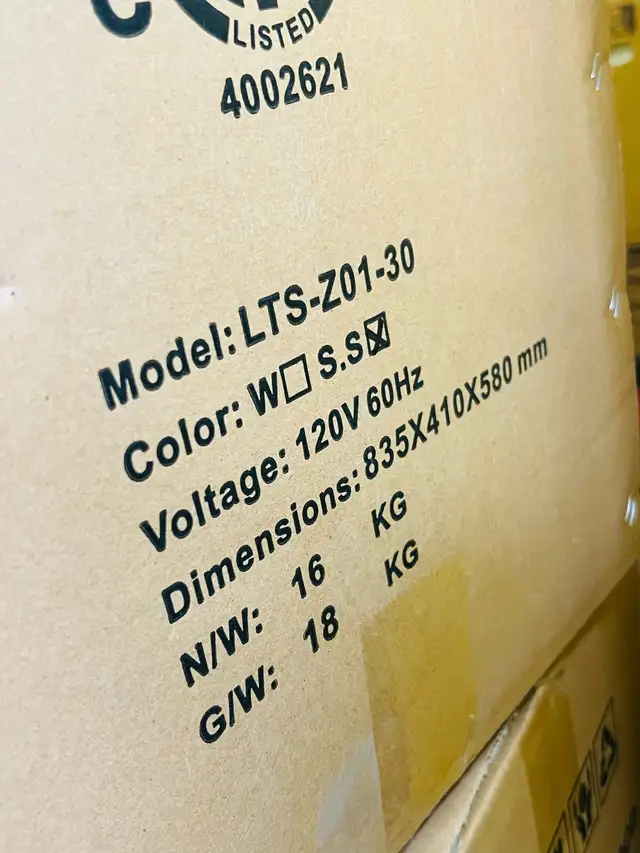 C
LISTED
4002621
Model: LTS-Z01-30
Color: W☐ S.S☒
Voltage: 120V 60Hz
Dimensions: 835X410X580 mm
N/W: 16 KG
G/W: 18 KG